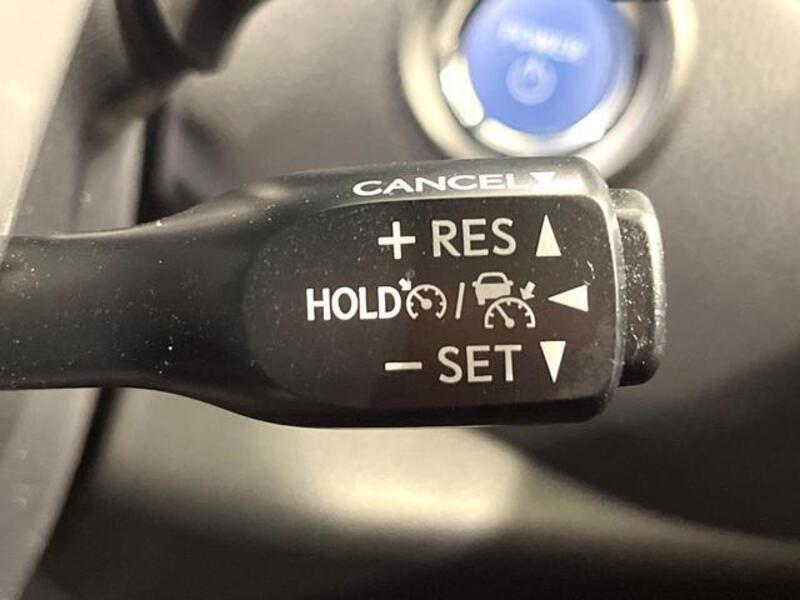 CANCEL
+ RES
HOLD /
− SET